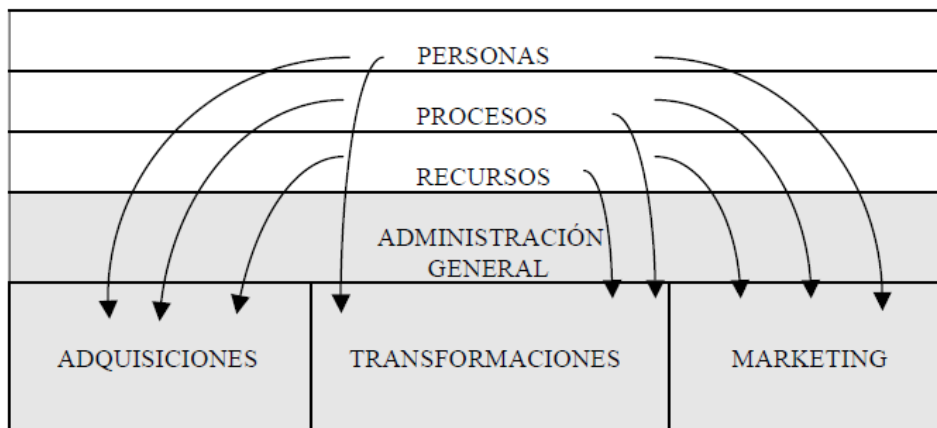 PERSONAS
PROCESOS
RECURSOS
ADMINISTRACIÓN
GENERAL
ADQUISICIONES
TRANSFORMACIONES
MARKETING